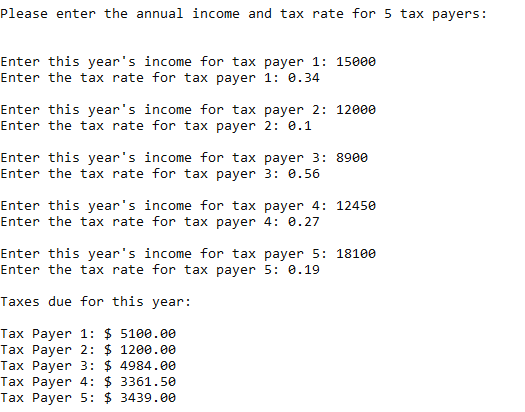 Please enter the annual income and tax rate for 5 tax payers:
Enter this year's income for tax payer 1: 15000
Enter the tax rate for tax payer 1: 0.34
Enter this year's income for tax payer 2: 12000
Enter the tax rate for tax payer 2: 0.1
Enter this year's income for tax payer 3: 8900
Enter the tax rate for tax payer 3: 0.56
Enter this year's income for tax payer 4: 12450
Enter the tax rate for tax payer 4: 0.27
Enter this year's income for tax payer 5: 18100
Enter the tax rate for tax payer 5: 0.19
Taxes due for this year:
Tax Payer 1: $ 5100.00
Tax Payer 2: $ 1200.00
Tax Payer 3: $ 4984.00
Tax Payer 4: $ 3361.50
Tax Payer 5: $ 3439.00